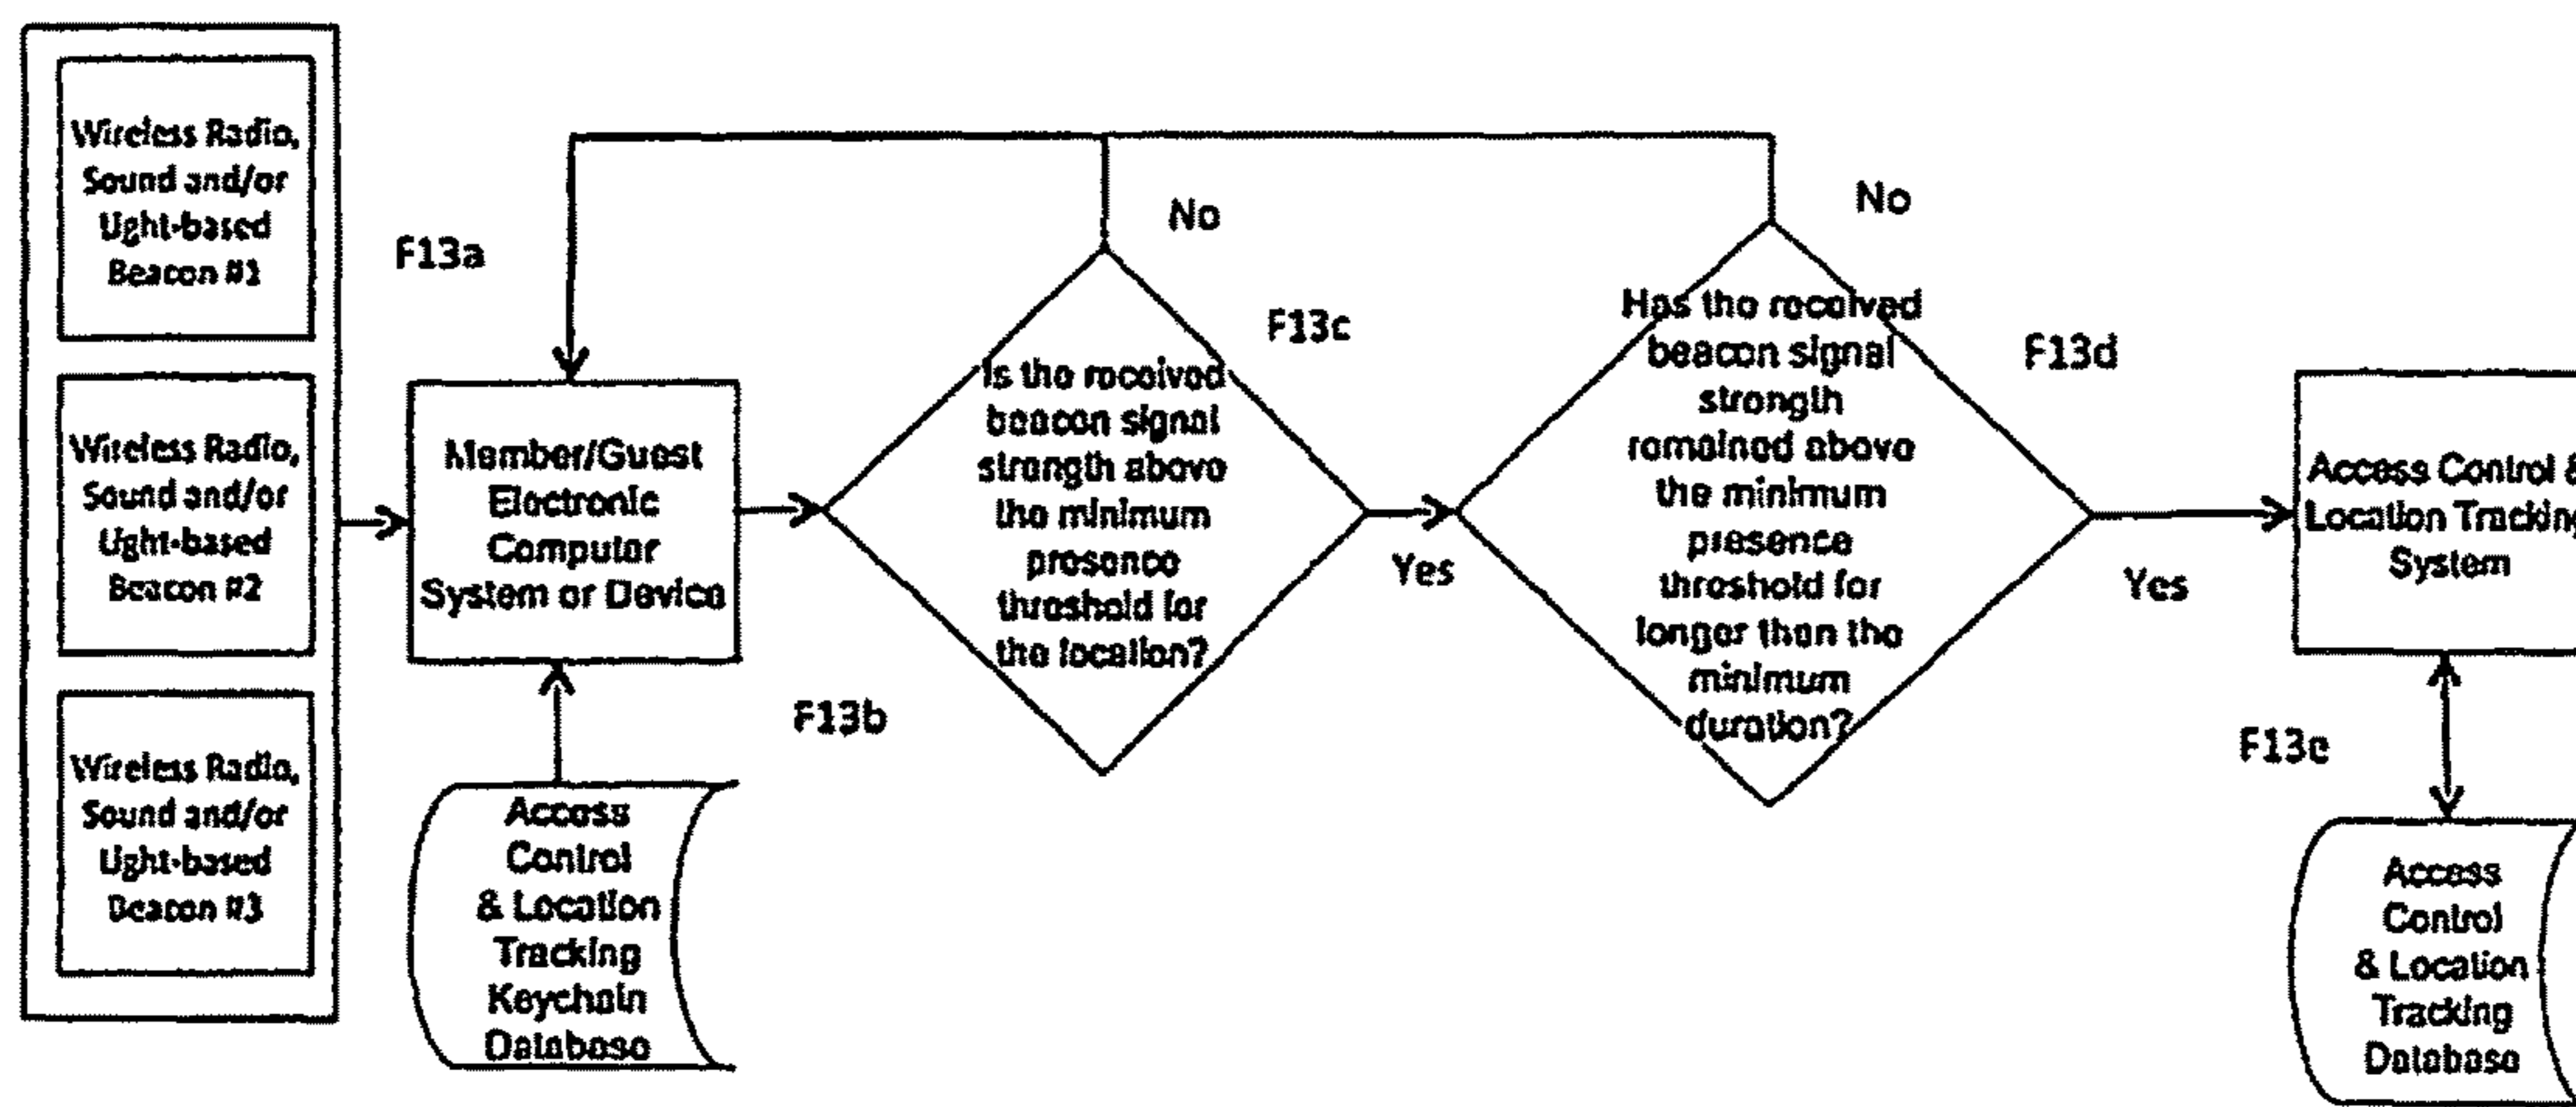 Wireless Radio,
Sound and/or
Light-based
Beacon #1
Wireless Radio,
Sound and/or
Light-based
Beacon #2
Wireless Radio,
Sound and/or
Light-based
Beacon #3
F13a
Member/Guest
Electronic
Computer
System or Device
F13b
Access
Control
& Location
Tracking
Keychain
Database
No
F13c
Is the received
beacon signal
strength above
the minimum
presence
threshold for
the location?
Yes
No
F13d
Has the received
beacon signal
strength
remained above
the minimum
presence
threshold for
longer than the
minimum
duration?
Yes
Access Control &
Location Tracking
System
F13e
Access
Control
& Location
Tracking
Database